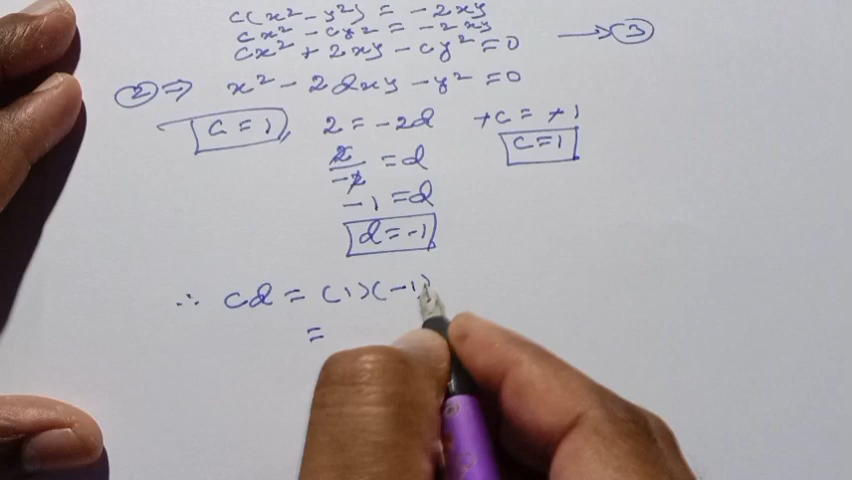 c(x² - y²) = -2xy
cx² - cy² = -2xy
cx² + 2xy - cy² = 0 → ③
② ⇒ x² - 2dxy - y² = 0
c = 1, 2 = -2d +c = +1
2/-2 = d c = 1
-1 = d
d = -1
∴ cd = (1)(-1)
=